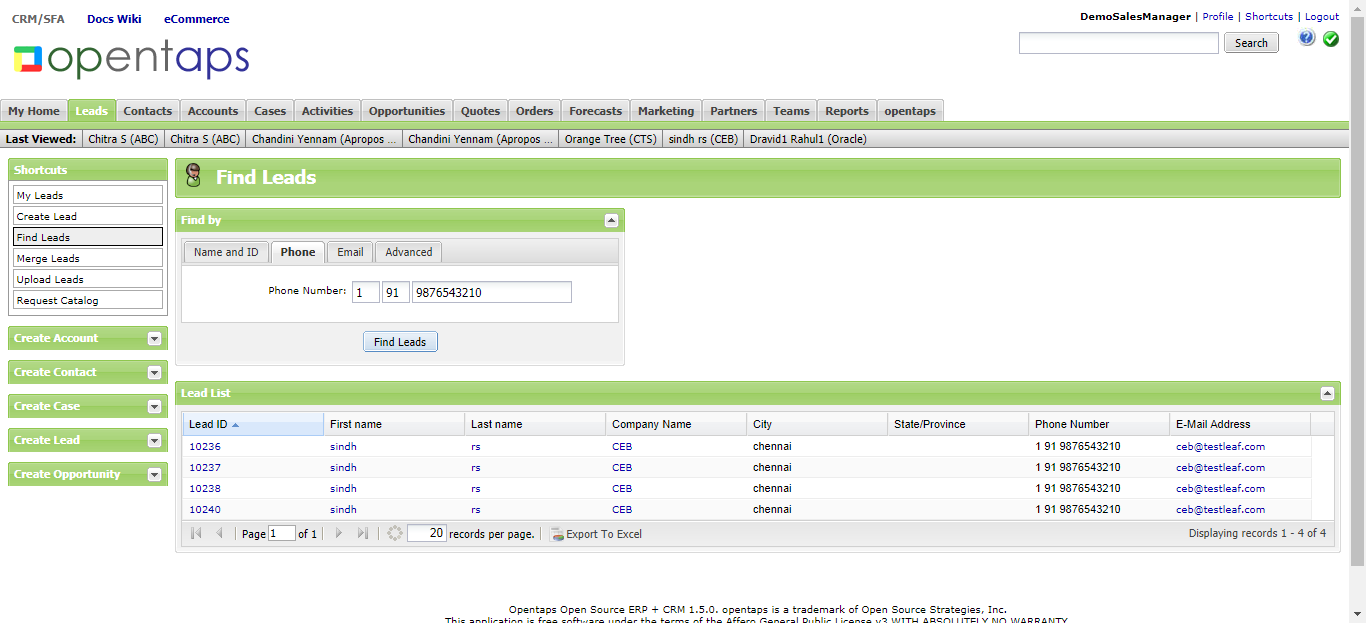 CRM/SFA Docs Wiki eCommerce
DemoSalesManager | Profile | Shortcuts | Logout
opentaps
Search
My Home Leads Contacts Accounts Cases Activities Opportunities Quotes Orders Forecasts Marketing Partners Teams Reports opentaps
Last Viewed: Chitra S (ABC) Chitra S (ABC) Chandini Yennam (Apropos ... Chandini Yennam (Apropos ... Orange Tree (CTS) sindh rs (CEB) Dravid1 Rahul1 (Oracle)
Shortcuts
My Leads
Create Lead
Find Leads
Merge Leads
Upload Leads
Request Catalog
Create Account
Create Contact
Create Case
Create Lead
Create Opportunity
Find Leads
Find by
Name and ID Phone Email Advanced
Phone Number: 1 91 9876543210
Find Leads
Lead List
Lead ID First name Last name Company Name City State/Province Phone Number E-Mail Address
10236 sindh rs CEB chennai 1 91 9876543210 ceb@testleaf.com
10237 sindh rs CEB chennai 1 91 9876543210 ceb@testleaf.com
10238 sindh rs CEB chennai 1 91 9876543210 ceb@testleaf.com
10240 sindh rs CEB chennai 1 91 9876543210 ceb@testleaf.com
Page 1 of 1 20 records per page. Export To Excel Displaying records 1 - 4 of 4
Opentaps Open Source ERP + CRM 1.5.0. opentaps is a trademark of Open Source Strategies, Inc.
This application is free software under the terms of the Affero General Public License v3 WITH ABSOLUTELY NO WARRANTY